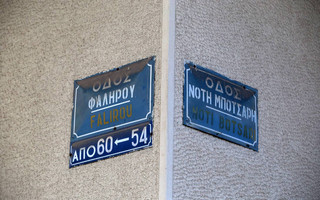 ΟΔΟΣ
ΦΑΛΗΡΟΥ
FALIROU
ΑΠΟ 60 ← 54
ΟΔΟΣ
ΝΟΤΗ ΜΠΟΤΣΑΡΗ
NOTI BOTSARI